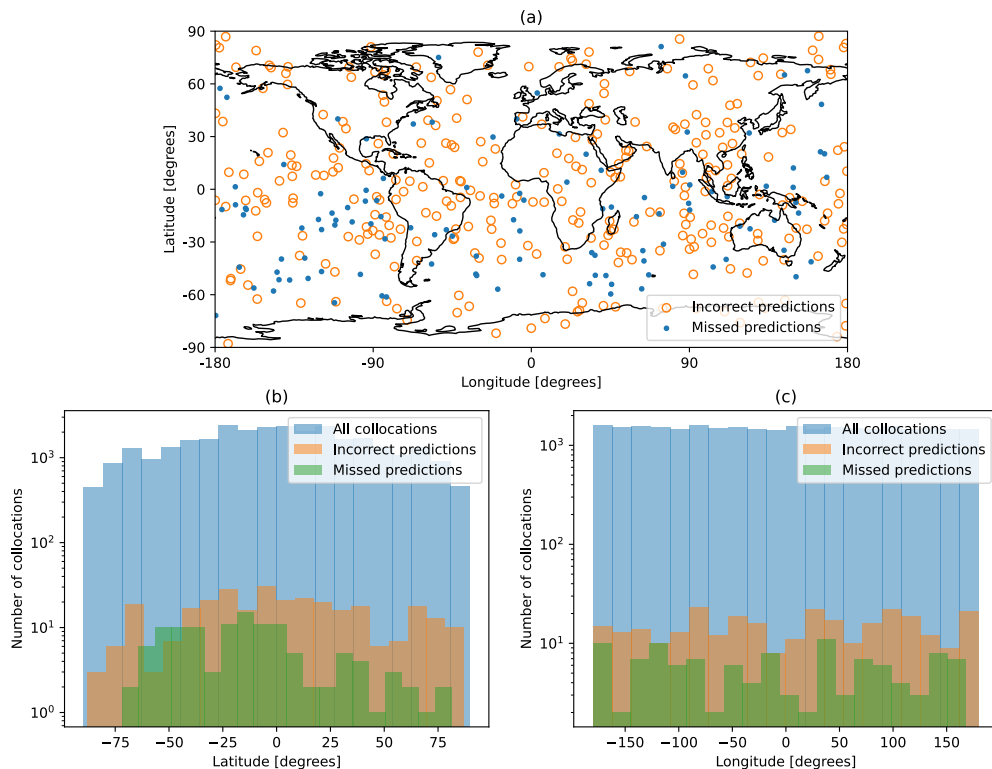 (a)
90
60
30
0
-30
-60
-90
Latitude [degrees]
Incorrect predictions
Missed predictions
-180
-90
0
90
180
Longitude [degrees]
(b)
All collocations
Incorrect predictions
Missed predictions
10³
10²
10¹
10⁰
Number of collocations
−75
−50
−25
0
25
50
75
Latitude [degrees]
(c)
All collocations
Incorrect predictions
Missed predictions
10³
10²
10¹
Number of collocations
−150
−100
−50
0
50
100
150
Longitude [degrees]